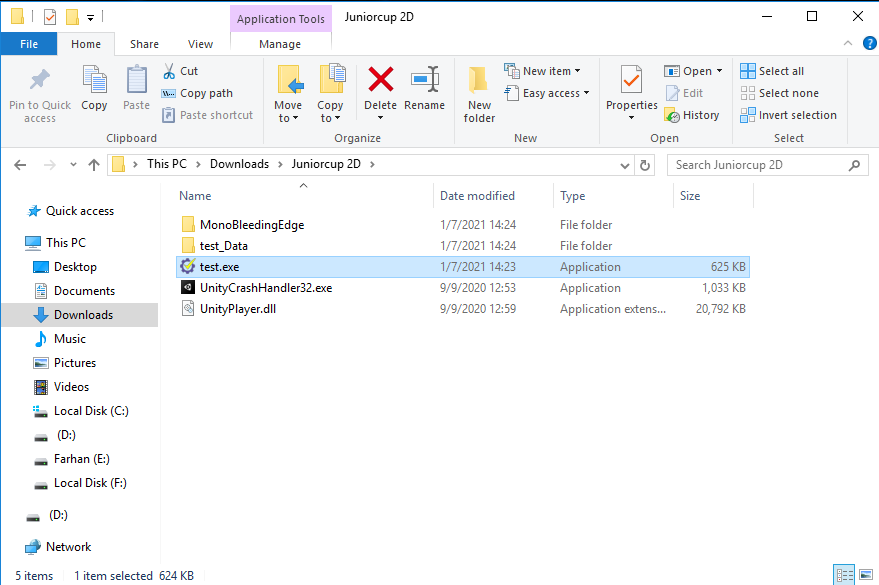 Application Tools
Juniorcup 2D
File
Home
Share
View
Manage
Pin to Quick access
Copy
Paste
Cut
Copy path
Paste shortcut
Clipboard
Move to
Copy to
Delete
Rename
Organize
New folder
New item
Easy access
New
Properties
Open
Edit
History
Open
Select all
Select none
Invert selection
Select
This PC > Downloads > Juniorcup 2D >
Search Juniorcup 2D
Name
Date modified
Type
Size
Quick access
This PC
Desktop
Documents
Downloads
Music
Pictures
Videos
Local Disk (C:)
(D:)
Farhan (E:)
Local Disk (F:)
(D:)
Network
MonoBleedingEdge 1/7/2021 14:24 File folder
test_Data 1/7/2021 14:24 File folder
test.exe 1/7/2021 14:23 Application 625 KB
UnityCrashHandler32.exe 9/9/2020 12:53 Application 1,033 KB
UnityPlayer.dll 9/9/2020 12:59 Application extens... 20,792 KB
5 items
1 item selected 624 KB